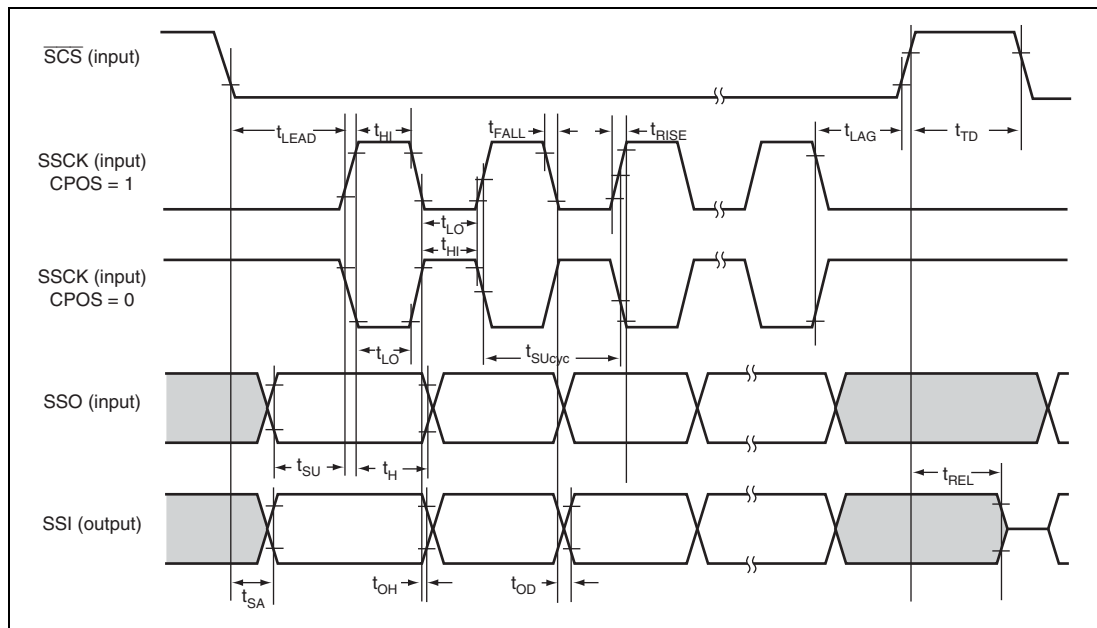 SCS (input)
tLEAD
tHI
tFALL
tRISE
tLAG
tTD
SSCK (input)
CPOS = 1
tLO
tHI
SSCK (input)
CPOS = 0
tLO
tSUcyc
SSO (input)
tSU
tH
tREL
SSI (output)
tSA
tOH
tOD